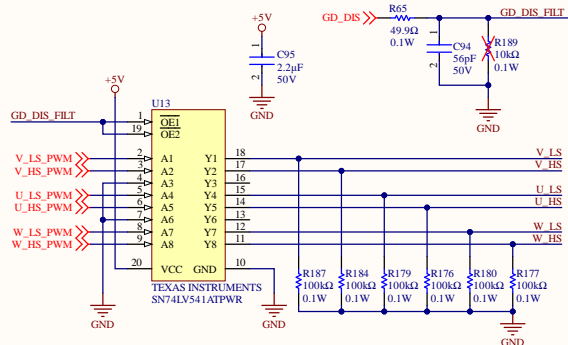 GD_DIS
R65
49.9Ω
0.1W
GD_DIS_FILT
+5V
1
2
C95
2.2µF
50V
GND
1
2
C94
56pF
50V
R189
10kΩ
0.1W
GND
+5V
U13
GD_DIS_FILT
1
OE1
19
OE2
V_LS_PWM
2
A1
Y1
18
V_LS
V_HS_PWM
3
A2
Y2
17
V_HS
4
A3
Y3
16
U_LS_PWM
5
A4
Y4
15
U_LS
U_HS_PWM
6
A5
Y5
14
U_HS
7
A6
Y6
13
W_LS_PWM
8
A7
Y7
12
W_LS
W_HS_PWM
9
A8
Y8
11
W_HS
20
VCC
GND
10
TEXAS INSTRUMENTS
SN74LV541ATPWR
R187
100kΩ
0.1W
R184
100kΩ
0.1W
R179
100kΩ
0.1W
R176
100kΩ
0.1W
R180
100kΩ
0.1W
R177
100kΩ
0.1W
GND
GND
GND